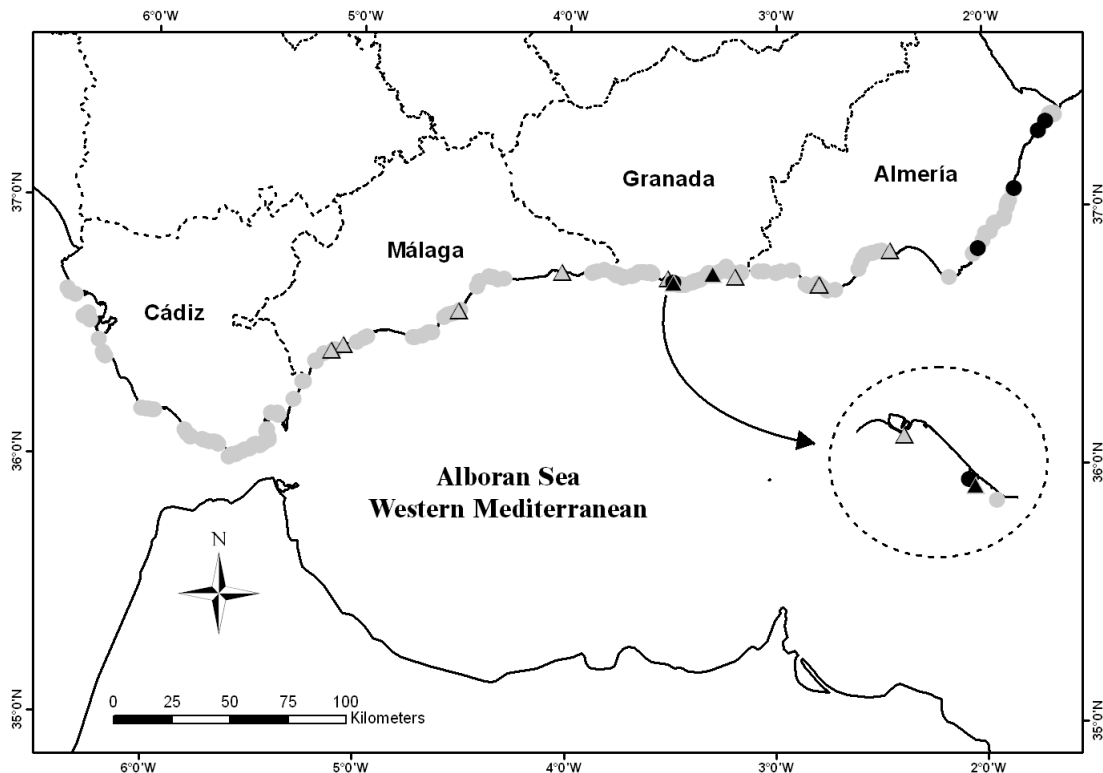 6°0'W 5°0'W 4°0'W 3°0'W 2°0'W
37°0'N
37°0'N
Granada
Almería
Málaga
Cádiz
36°0'N
36°0'N
Alboran Sea
Western Mediterranean
N
35°0'N
35°0'N
0 25 50 75 100
Kilometers
6°0'W 5°0'W 4°0'W 3°0'W 2°0'W